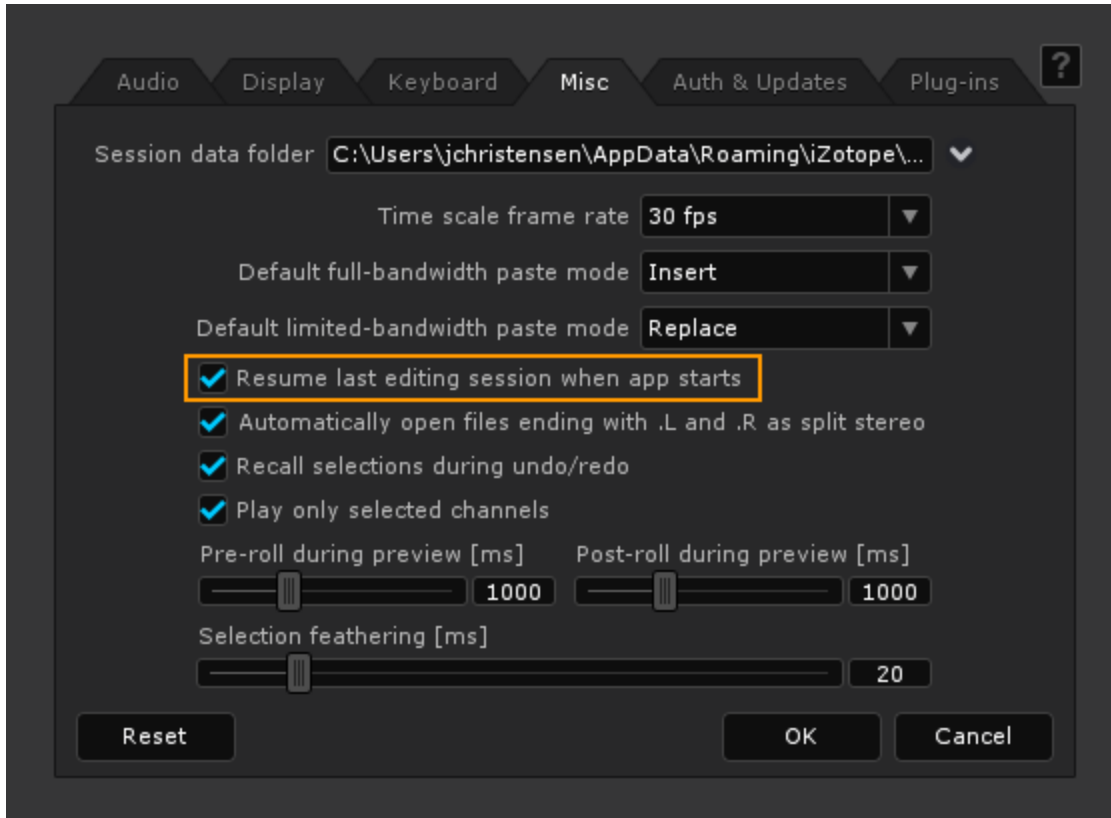 Audio Display Keyboard Misc Auth & Updates Plug-ins ?
Session data folder C:\Users\jchristensen\AppData\Roaming\iZotope\...
Time scale frame rate 30 fps
Default full-bandwidth paste mode Insert
Default limited-bandwidth paste mode Replace
Resume last editing session when app starts
Automatically open files ending with .L and .R as split stereo
Recall selections during undo/redo
Play only selected channels
Pre-roll during preview [ms] Post-roll during preview [ms]
1000 1000
Selection feathering [ms]
20
Reset OK Cancel